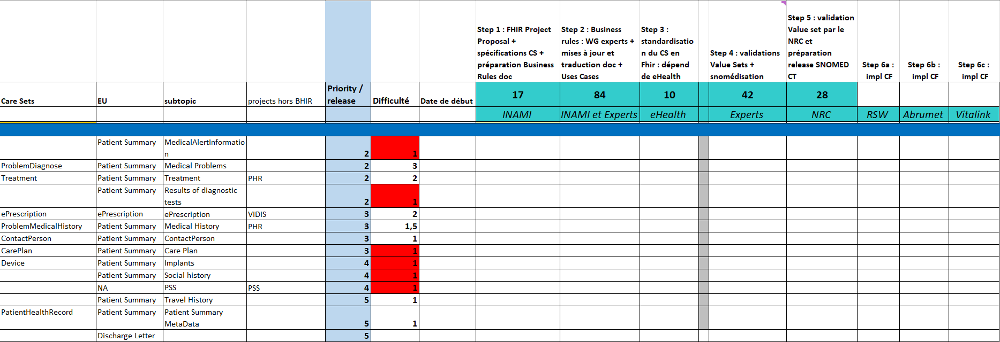 Step 1 : FHIR Project
Proposal +
spécifications CS +
préparation Business
Rules doc
Step 2 : Business
rules : WG experts +
mises à jour et
traduction doc +
Uses Cases
Step 3 :
standardisatio
n du CS en
Fhir : dépend
de eHealth
Step 4 : validations
Value Sets +
snomédisation
Step 5 : validation
Value set par le
NRC et
préparation
release SNOMED
CT
Step 6a :
impl CF
Step 6b :
impl CF
Step 6c :
impl CF
Care Sets
EU
subtopic
projects hors BHIR
Priority /
release
Difficulté
Date de début
17
84
10
42
28
INAMI
INAMI et Experts
eHealth
Experts
NRC
RSW
Abrumet
Vitalink
Patient Summary
MedicalAlertInformatio
n
2
1
ProblemDiagnose
Patient Summary
Medical Problems
2
3
Treatment
Patient Summary
Treatment
PHR
2
2
Patient Summary
Results of diagnostic
tests
2
1
ePrescription
ePrescription
ePrescription
VIDIS
3
2
ProblemMedicalHistory
Patient Summary
Medical History
PHR
3
1,5
ContactPerson
Patient Summary
ContactPerson
3
1
CarePlan
Patient Summary
Care Plan
3
1
Device
Patient Summary
Implants
4
1
Patient Summary
Social history
4
1
NA
PSS
PSS
4
1
Patient Summary
Travel History
5
1
PatientHealthRecord
Patient Summary
Patient Summary
MetaData
5
1
Discharge Letter
5